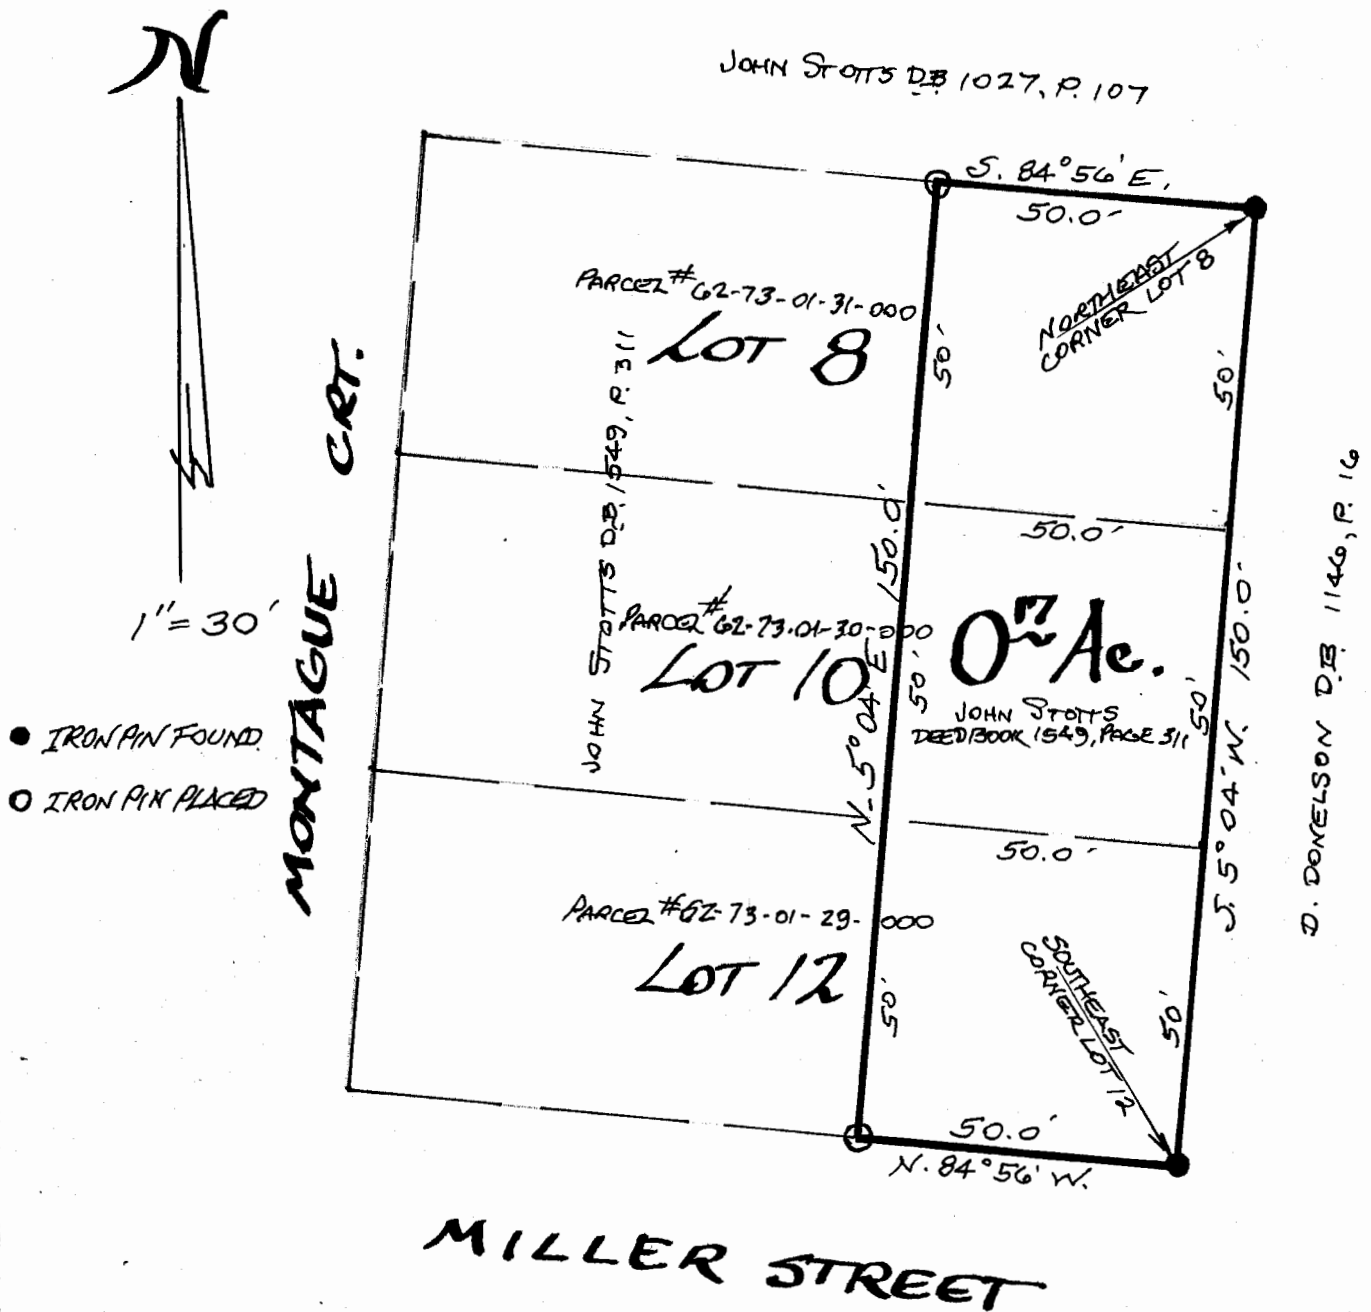 N
JOHN STOTTS D.B 1027, P. 107
S. 84°56' E.
50.0'
NORTHEAST
CORNER LOT 8
PARCEL # 62-73-01-31-000
LOT 8
50'
50'
MONTAGUE CRT.
JOHN STOTTS D.B. 1549, P. 311
1" = 30'
50.0'
PARCEL # 62-73-01-30-000
LOT 10
N. 5° 04' E 150.0'
50'
0 17 Ac.
JOHN STOTTS
DEED BOOK 1549, PAGE 311
50'
S. 5° 04' W. 150.0'
D. DONELSON D.B 1146, P. 16
IRON PIN FOUND.
IRON PIN PLACED
50.0'
PARCEL # 62-73-01-29-000
LOT 12
50'
SOUTHEAST
CORNER LOT 12
50'
50.0'
N. 84°56' W.
MILLER STREET